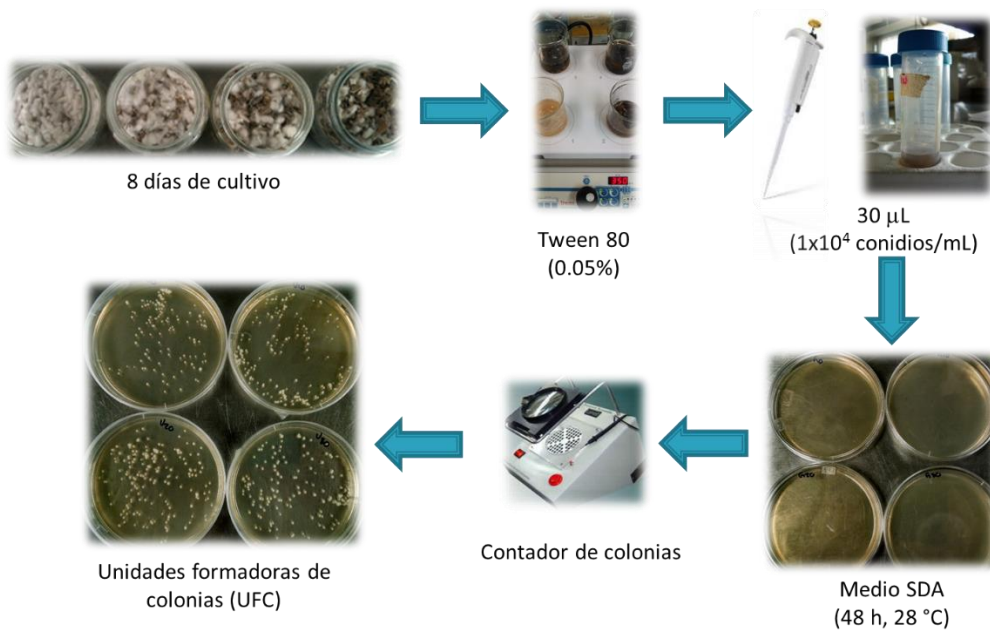 8 días de cultivo
Tween 80
(0.05%)
30 μL
(1x10⁴ conidios/mL)
Medio SDA
(48 h, 28 °C)
Contador de colonias
Unidades formadoras de
colonias (UFC)
350